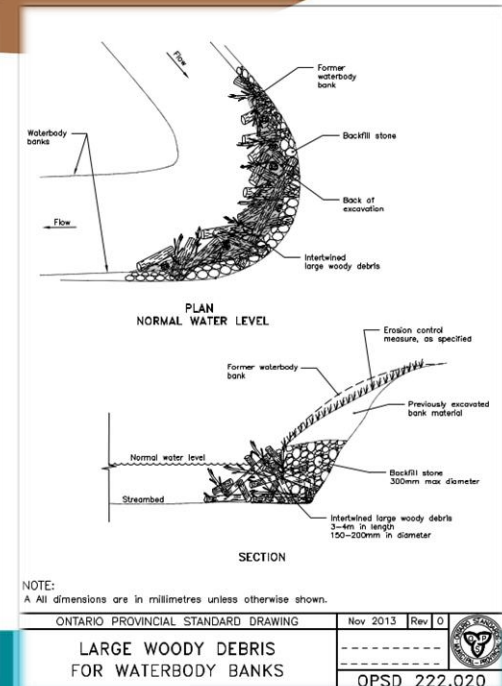 Flow
Former
waterbody
bank
Waterbody
banks
Backfill stone
Flow
Back of
excavation
Intertwined
large woody debris
PLAN
NORMAL WATER LEVEL
Erosion control
measure, as specified
Former waterbody
bank
Previously excavated
bank material
Normal water level
Backfill stone
300mm max diameter
Streambed
Intertwined large woody debris
3-4m in length
150-200mm in diameter
SECTION
NOTE:
A All dimensions are in millimetres unless otherwise shown.
ONTARIO PROVINCIAL STANDARD DRAWING
Nov 2013 Rev 0
LARGE WOODY DEBRIS
FOR WATERBODY BANKS
OPSD 222.020